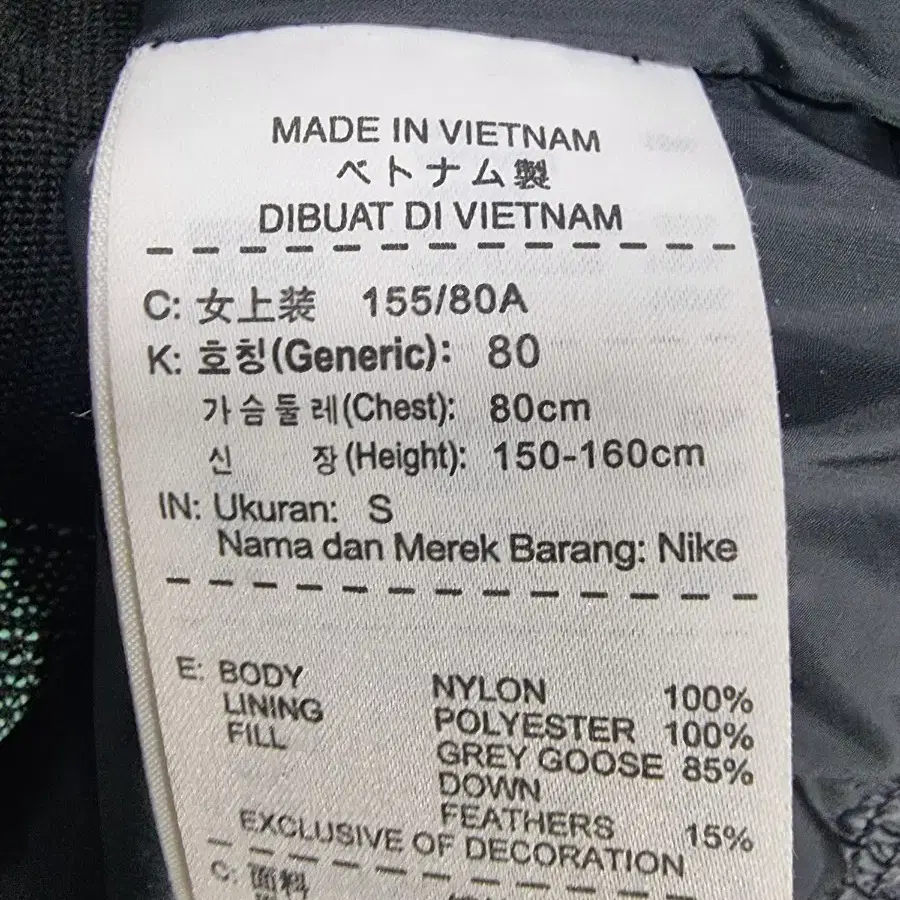 MADE IN VIETNAM
ベトナム製
DIBUAT DI VIETNAM
C: 女上装 155/80A
K: 호칭(Generic): 80
가슴둘레(Chest): 80cm
신 장(Height): 150-160cm
IN: Ukuran: S
Nama dan Merek Barang: Nike
E: BODY NYLON 100%
LINING POLYESTER 100%
FILL GREY GOOSE 85%
DOWN
FEATHERS 15%
EXCLUSIVE OF DECORATION
C: 面料